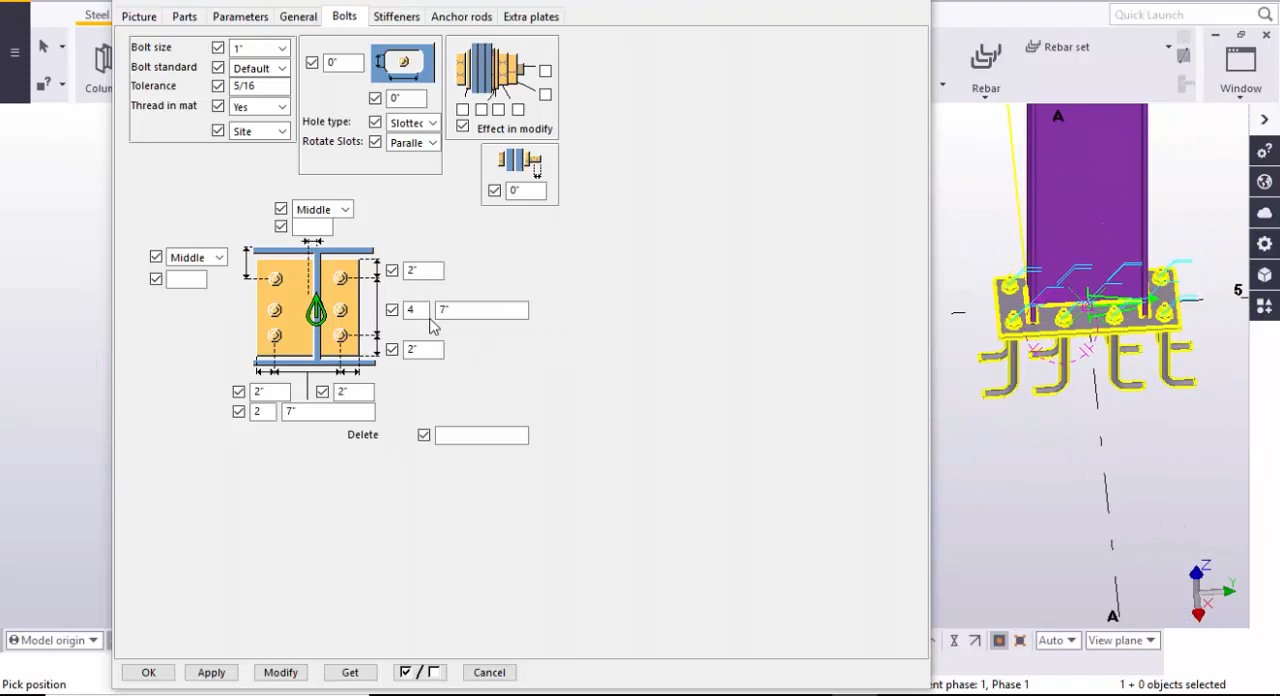 Steel
Picture Parts Parameters General Bolts Stiffeners Anchor rods Extra plates
Quick Launch
Bolt size 1"
Bolt standard Default
Tolerance 5/16
Thread in mat Yes
Site
0"
0"
Hole type: Slottec
Rotate Slots: Paralle
Effect in modify
0"
Colun
Rebar set
Rebar
Window
Middle
Middle
2"
4 7"
2"
2" 2"
2 7"
Delete
A
5
A
Z
Y
X
Model origin
OK Apply Modify Get / Cancel
Auto View plane
Pick position
ent phase: 1, Phase 1
1 + 0 objects selected